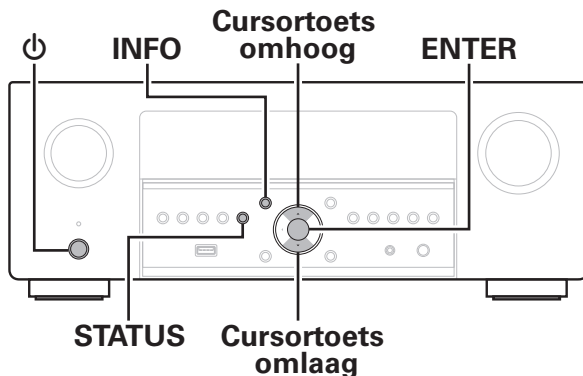 Cursortoets
omhoog
INFO
ENTER
STATUS
Cursortoets
omlaag